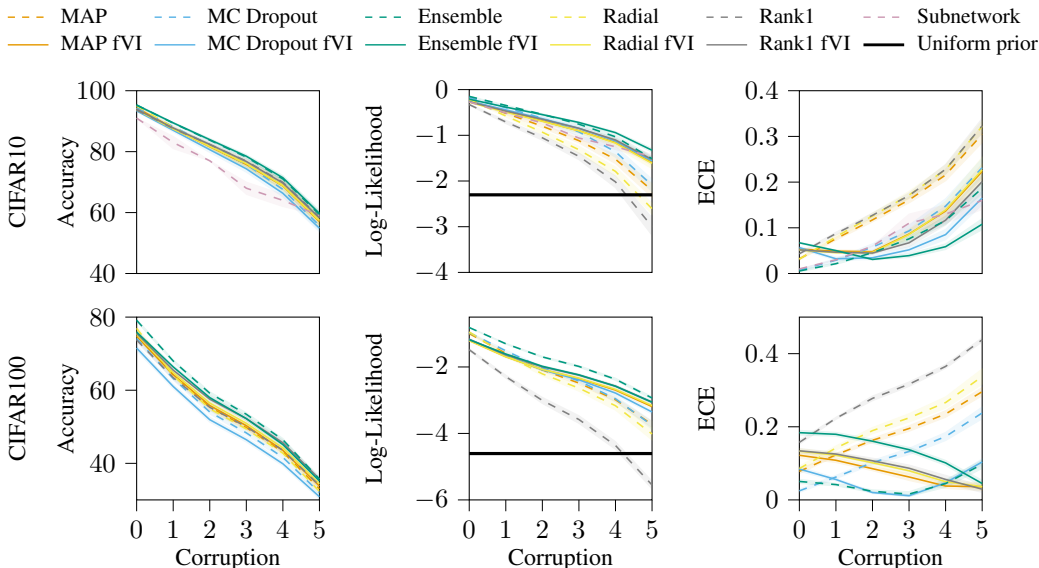 MAP MC Dropout Ensemble Radial Rank1 Subnetwork
MAP fVI MC Dropout fVI Ensemble fVI Radial fVI Rank1 fVI Uniform prior
CIFAR10
Accuracy
100
80
60
40
Log-Likelihood
0
−1
−2
−3
−4
ECE
0.4
0.3
0.2
0.1
0
CIFAR100
Accuracy
80
60
40
0 1 2 3 4 5
Corruption
Log-Likelihood
−2
−4
−6
0 1 2 3 4 5
Corruption
ECE
0.4
0.2
0
0 1 2 3 4 5
Corruption